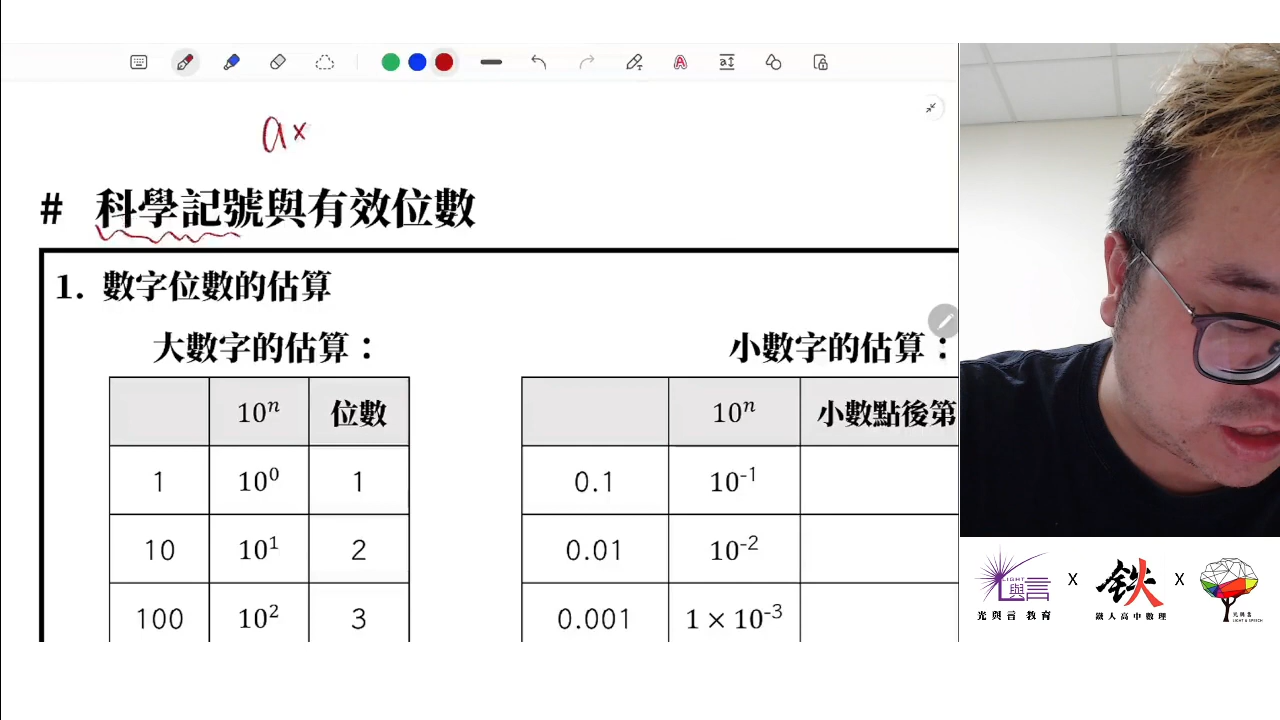 a×
# 科學記號與有效位數
1. 數字位數的估算
大數字的估算：
小數字的估算：
10ⁿ 位數
1 10⁰ 1
10 10¹ 2
100 10² 3
10ⁿ 小數點後第
0.1 10⁻¹
0.01 10⁻²
0.001 1 × 10⁻³
LIGHT
與言
光與言 教育
X
鐵
鐵人高中數理
X
光與言
LIGHT & SPEECH